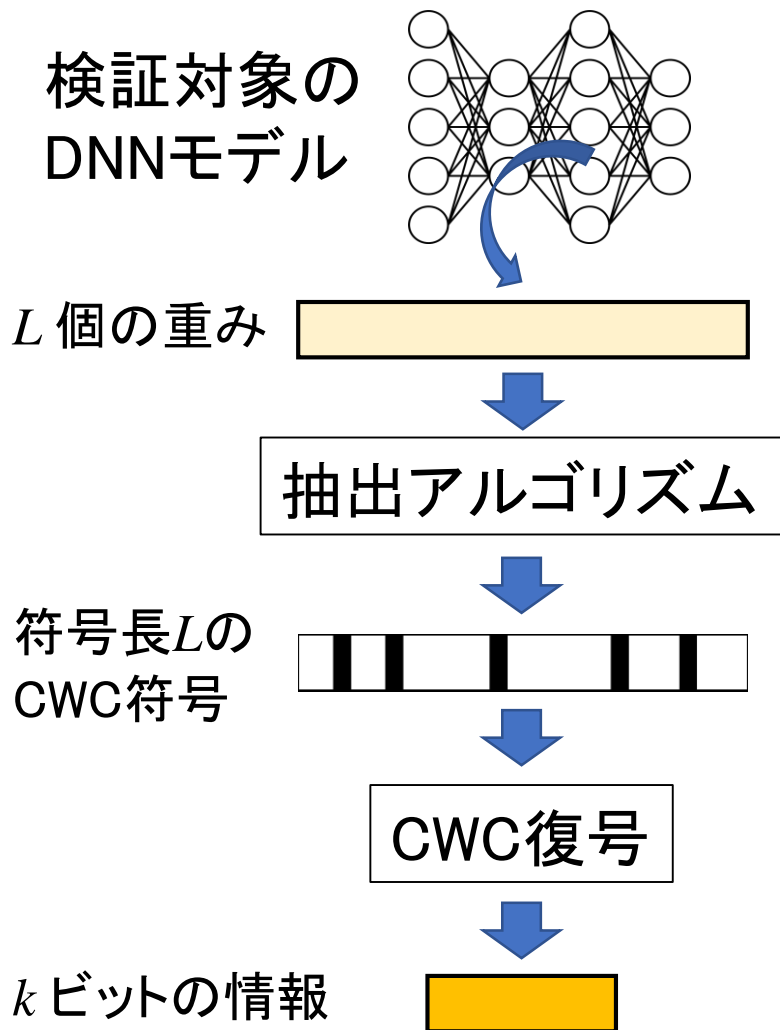 検証対象の
DNNモデル
L 個の重み
抽出アルゴリズム
符号長Lの
CWC符号
CWC復号
k ビットの情報